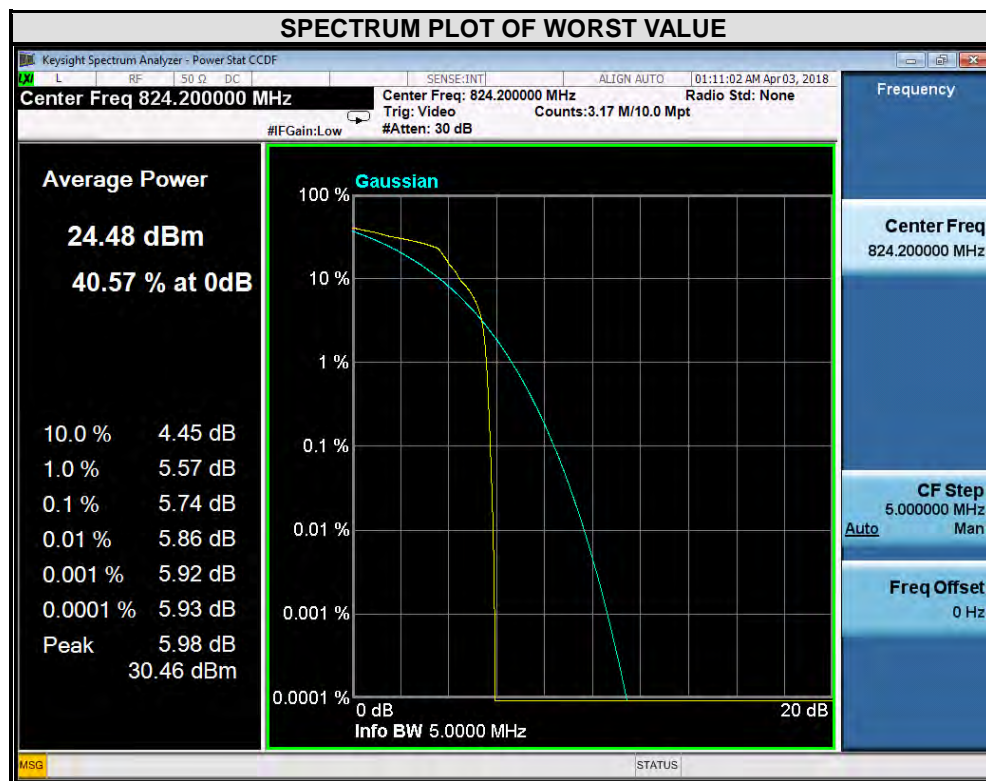 SPECTRUM PLOT OF WORST VALUE
Keysight Spectrum Analyzer - Power Stat CCDF
LXI L RF 50 Ω DC SENSE:INT ALIGN AUTO 01:11:02 AM Apr 03, 2018
Center Freq 824.200000 MHz
Center Freq: 824.200000 MHz Radio Std: None
Trig: Video Counts:3.17 M/10.0 Mpt
#IFGain:Low #Atten: 30 dB
Frequency
Average Power
24.48 dBm
40.57 % at 0dB
10.0 % 4.45 dB
1.0 % 5.57 dB
0.1 % 5.74 dB
0.01 % 5.86 dB
0.001 % 5.92 dB
0.0001 % 5.93 dB
Peak 5.98 dB
30.46 dBm
Gaussian
100 %
10 %
1 %
0.1 %
0.01 %
0.001 %
0.0001 %
0 dB 20 dB
Info BW 5.0000 MHz
Center Freq
824.200000 MHz
CF Step
5.000000 MHz
Auto Man
Freq Offset
0 Hz
MSG STATUS